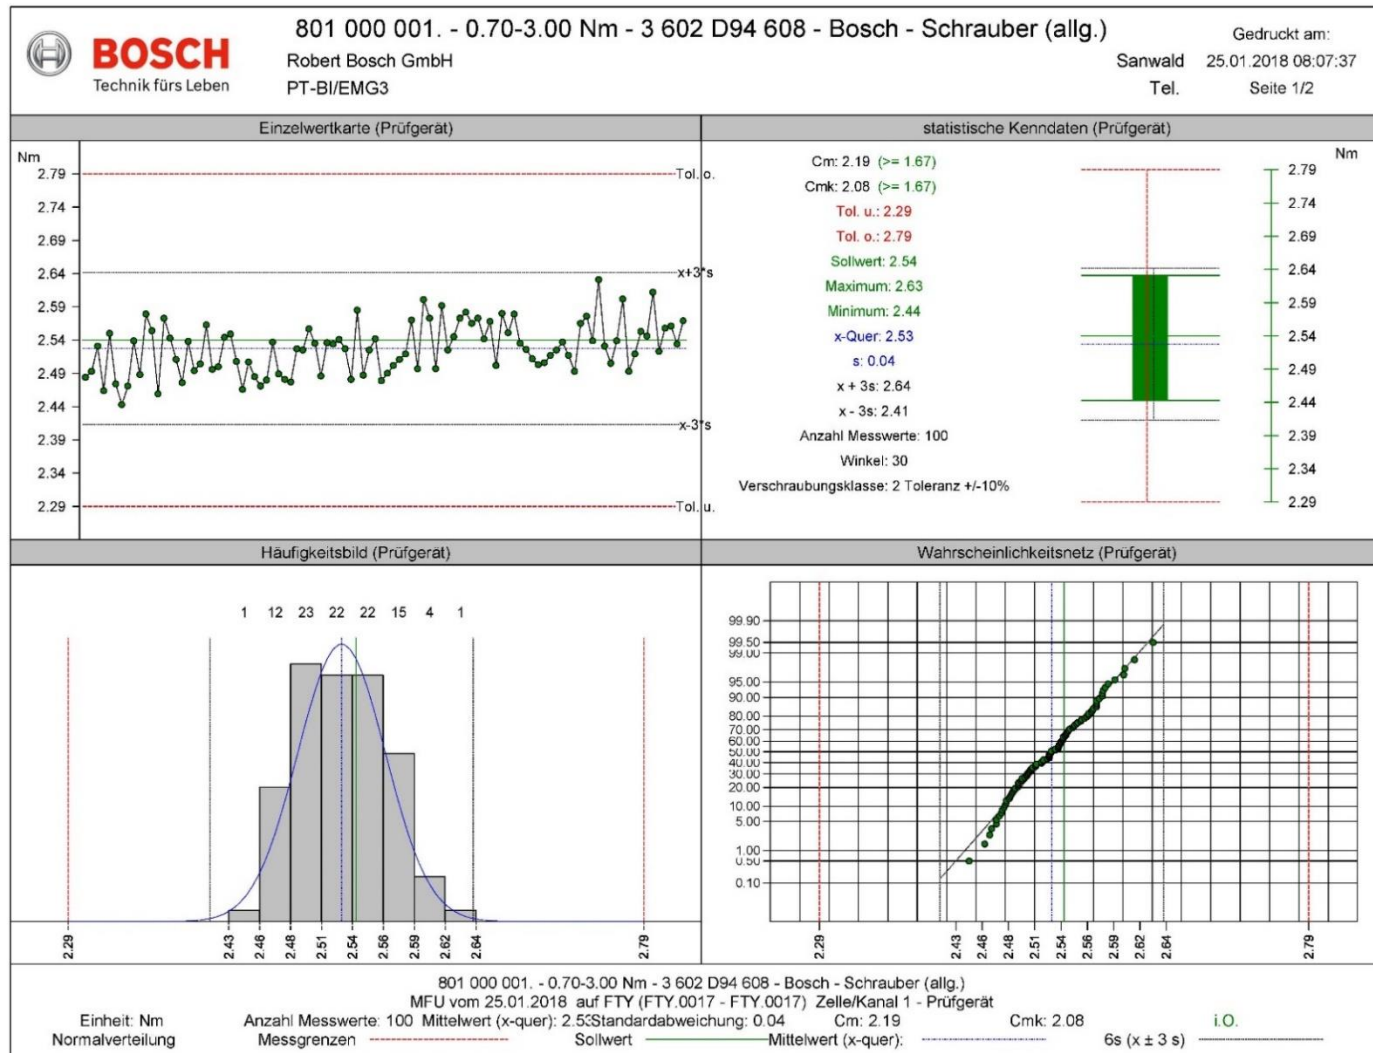 801 000 001. - 0.70-3.00 Nm - 3 602 D94 608 - Bosch - Schrauber (allg.)
BOSCH
Technik fürs Leben
Robert Bosch GmbH
PT-BI/EMG3
Gedruckt am:
Sanwald 25.01.2018 08:07:37
Tel. Seite 1/2
Einzelwertkarte (Prüfgerät)
Nm
2.79
2.74
2.69
2.64
2.59
2.54
2.49
2.44
2.39
2.34
2.29
Tol. o.
x+3*s
x-3*s
Tol. u.
statistische Kenndaten (Prüfgerät)
Cm: 2.19 (>= 1.67)
Cmk: 2.08 (>= 1.67)
Tol. u.: 2.29
Tol. o.: 2.79
Sollwert: 2.54
Maximum: 2.63
Minimum: 2.44
x-Quer: 2.53
s: 0.04
x + 3s: 2.64
x - 3s: 2.41
Anzahl Messwerte: 100
Winkel: 30
Verschraubungsklasse: 2 Toleranz +/-10%
Nm
2.79
2.74
2.69
2.64
2.59
2.54
2.49
2.44
2.39
2.34
2.29
Häufigkeitsbild (Prüfgerät)
1 12 23 22 22 15 4 1
2.29 2.43 2.46 2.48 2.51 2.54 2.56 2.59 2.62 2.64 2.79
Wahrscheinlichkeitsnetz (Prüfgerät)
99.90
99.50
99.00
95.00
90.00
80.00
70.00
60.00
50.00
40.00
30.00
20.00
10.00
5.00
1.00
0.50
0.10
2.29 2.43 2.46 2.48 2.51 2.54 2.56 2.59 2.62 2.64 2.79
801 000 001. - 0.70-3.00 Nm - 3 602 D94 608 - Bosch - Schrauber (allg.)
MFU vom 25.01.2018 auf FTY (FTY.0017 - FTY.0017) Zelle/Kanal 1 - Prüfgerät
Einheit: Nm Anzahl Messwerte: 100 Mittelwert (x-quer): 2.53 Standardabweichung: 0.04 Cm: 2.19 Cmk: 2.08 i.O.
Normalverteilung Messgrenzen Sollwert Mittelwert (x-quer): 6s (x ± 3 s)